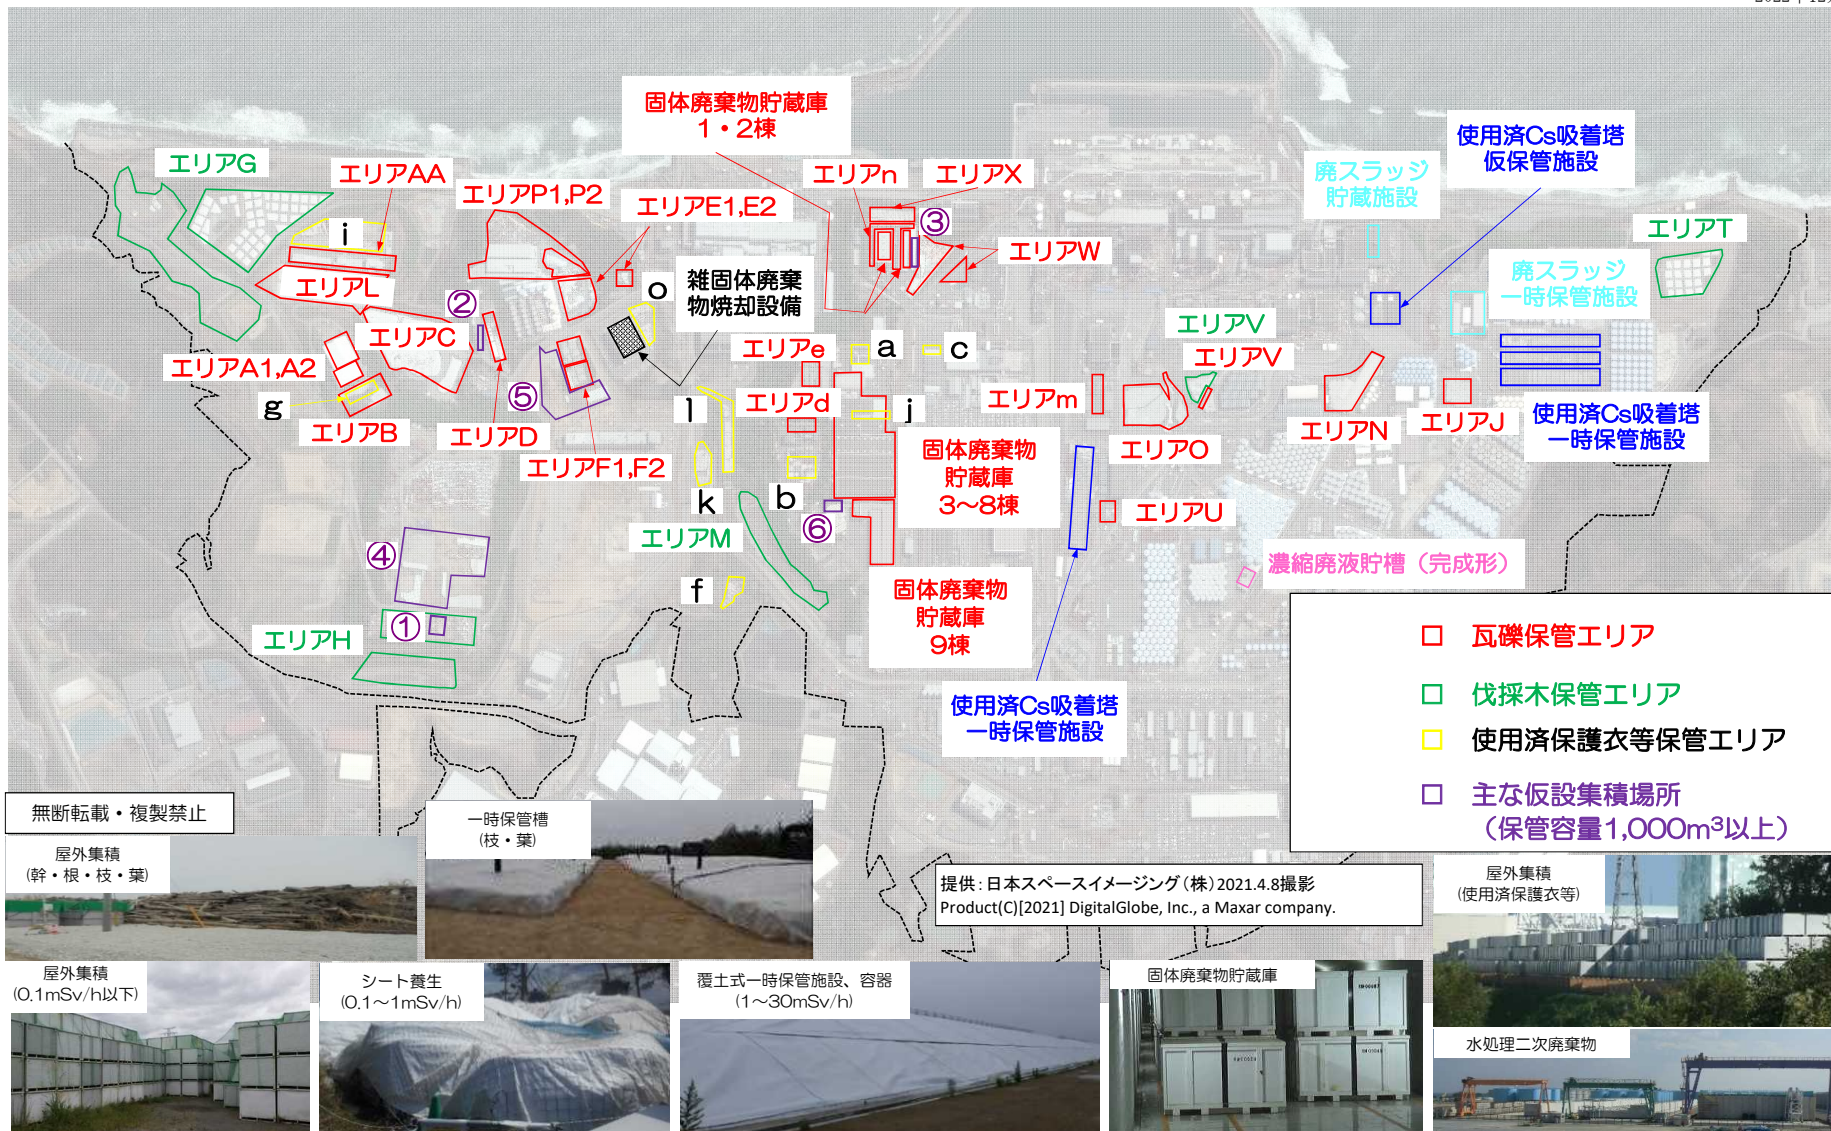 固体廃棄物貯蔵庫
1・2棟
使用済Cs吸着塔
仮保管施設
エリアG
エリアAA
エリアP1,P2
エリアE1,E2
エリアn
エリアX
廃スラッジ
貯蔵施設
エリアT
i
③
エリアW
エリアL
②
o
雑固体廃棄
物焼却設備
廃スラッジ
一時保管施設
エリアC
エリアV
エリアe
a
c
エリアV
エリアA1,A2
g
⑤
l
エリアd
j
エリアm
エリアB
エリアD
エリアF1,F2
エリアO
エリアN
エリアJ
使用済Cs吸着塔
一時保管施設
固体廃棄物
貯蔵庫
3～8棟
k
b
⑥
エリアU
エリアM
④
濃縮廃液貯槽（完成形）
f
固体廃棄物
貯蔵庫
9棟
①
エリアH
使用済Cs吸着塔
一時保管施設
瓦礫保管エリア
伐採木保管エリア
使用済保護衣等保管エリア
主な仮設集積場所
（保管容量1,000m³以上）
無断転載・複製禁止
屋外集積
(幹・根・枝・葉)
一時保管槽
(枝・葉)
提供：日本スペースイメージング（株）2021.4.8撮影
Product(C)[2021] DigitalGlobe, Inc., a Maxar company.
屋外集積
(使用済保護衣等)
屋外集積
(0.1mSv/h以下)
シート養生
(0.1～1mSv/h)
覆土式一時保管施設、容器
(1～30mSv/h)
固体廃棄物貯蔵庫
水処理二次廃棄物